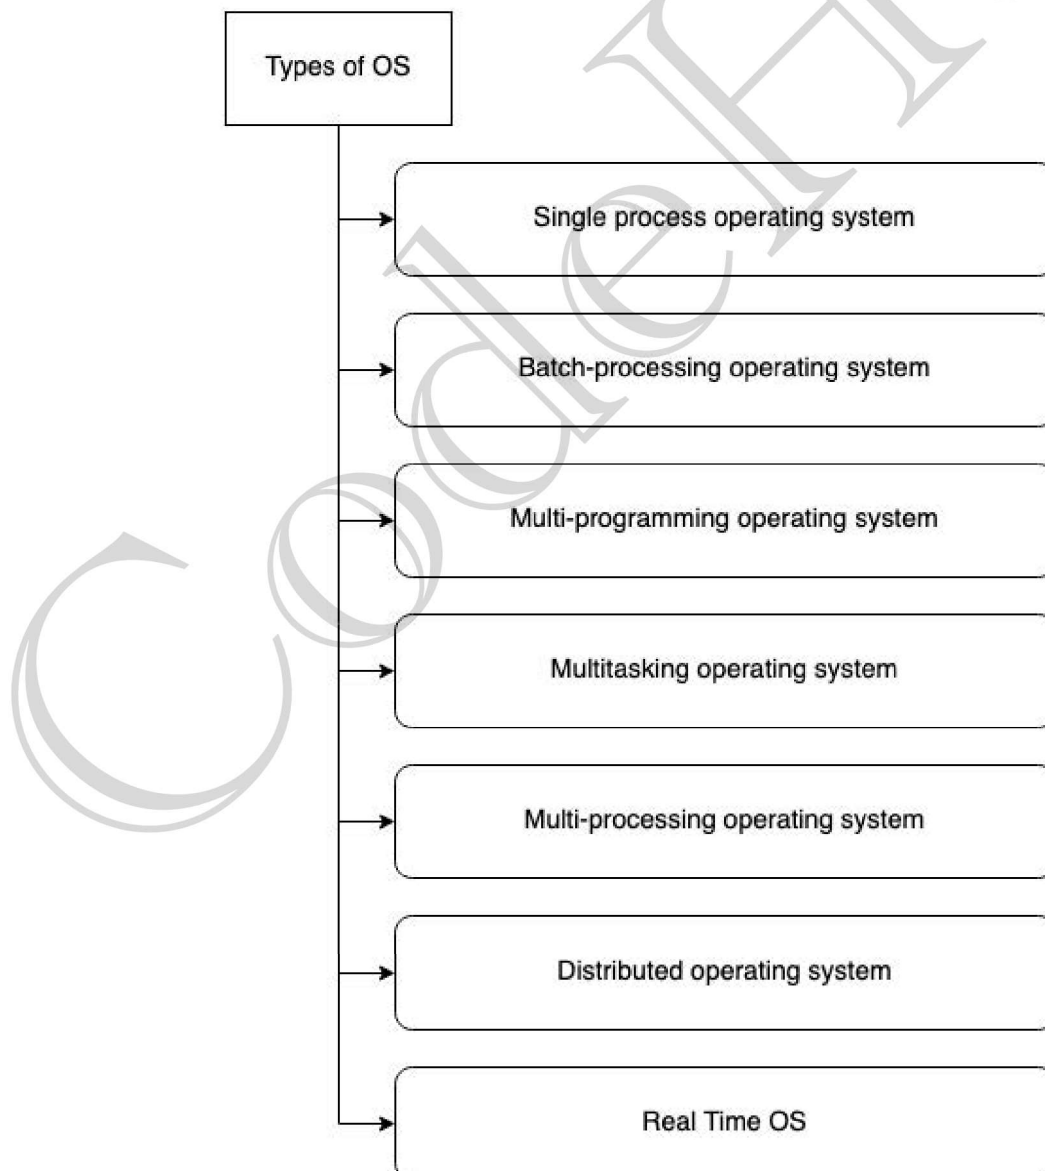 Types of OS
Single process operating system
Batch-processing operating system
Multi-programming operating system
Multitasking operating system
Multi-processing operating system
Distributed operating system
Real Time OS
CodeH